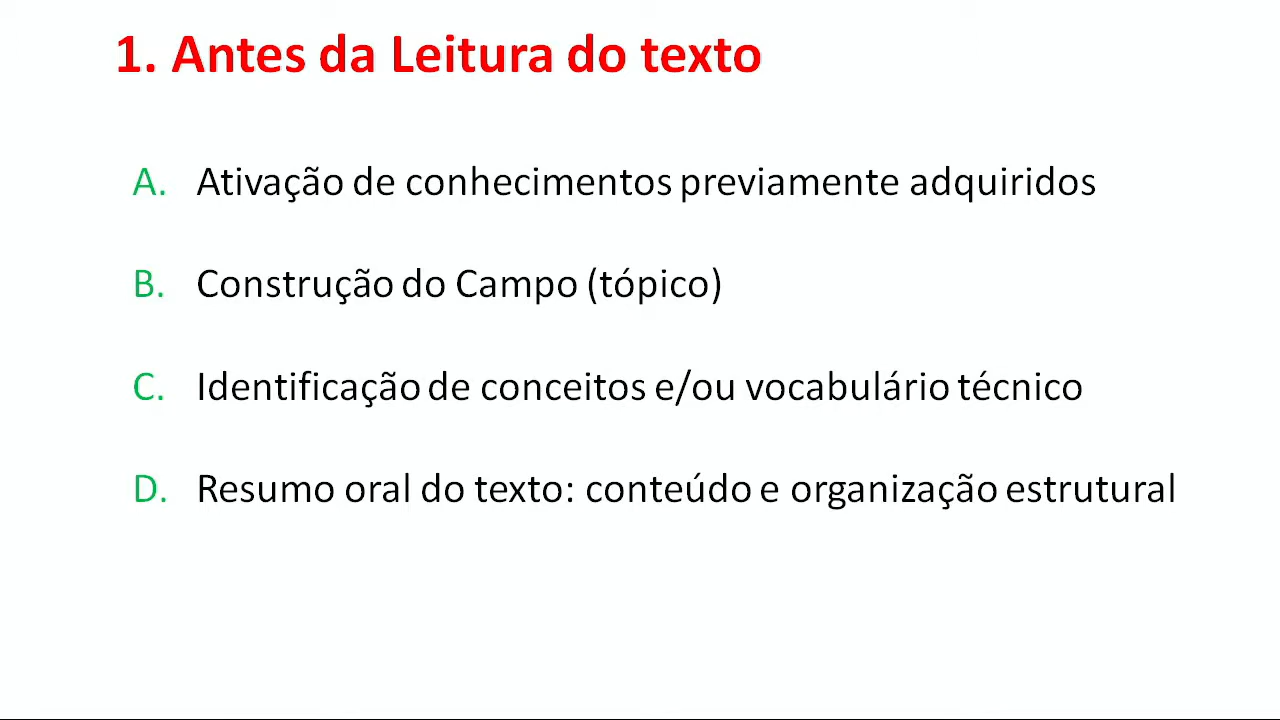 1. Antes da Leitura do texto
A. Ativação de conhecimentos previamente adquiridos
B. Construção do Campo (tópico)
C. Identificação de conceitos e/ou vocabulário técnico
D. Resumo oral do texto: conteúdo e organização estrutural